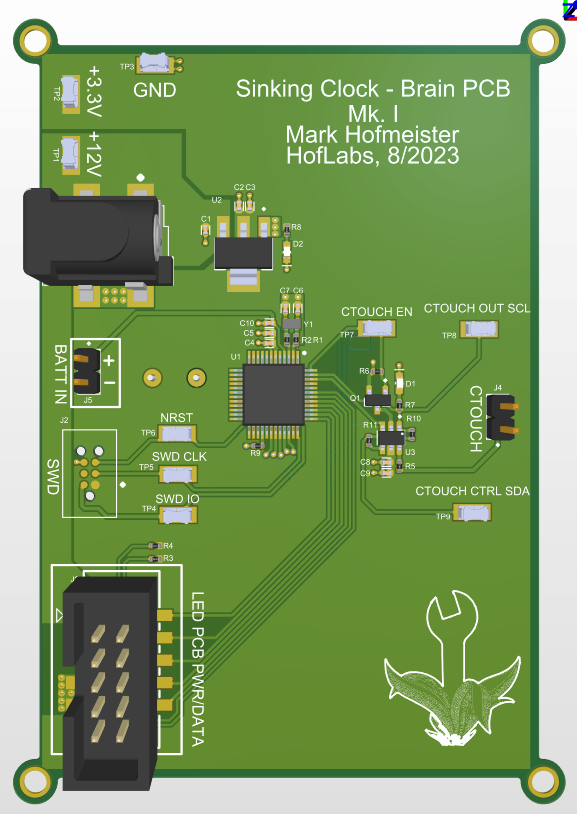 TP3
GND
TP2
+3.3V
Sinking Clock - Brain PCB
Mk. I
Mark Hofmeister
HofLabs, 8/2023
TP1
+12V
C2 C3
U2
C1
R8
D2
C7 C6
C10
C5
C4
Y1
R2 R1
U1
CTOUCH EN
TP7
CTOUCH OUT SCL
TP8
BATT IN
+
-
J5
R6
D1
Q1
R7
J4
CTOUCH
R10
R11
U3
C8
C9
R5
NRST
TP6
J2
SWD
SWD CLK
TP5
R9
SWD IO
TP4
CTOUCH CTRL SDA
TP9
R4
R3
LED PCB PWR/DATA